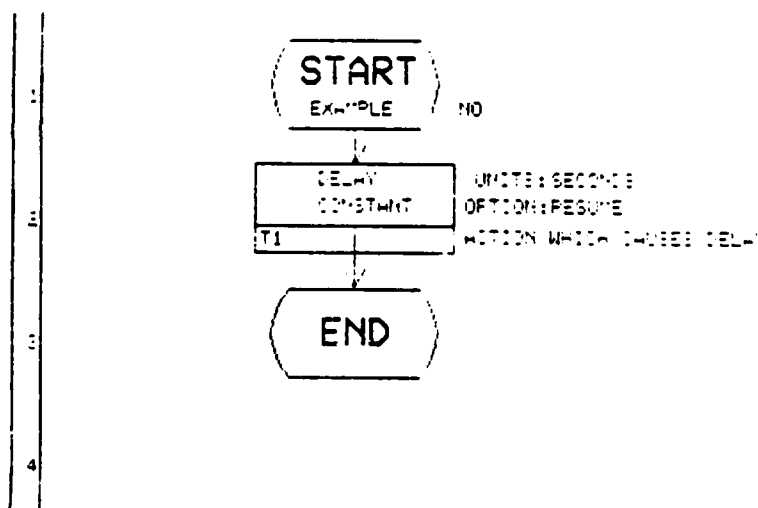 START
1
EXAMPLE NO
DELAY UNITS:SECONDS
CONSTANT OPTION:RESUME
2
T1 ACTION WHICH CAUSES DELAY
END
3
4